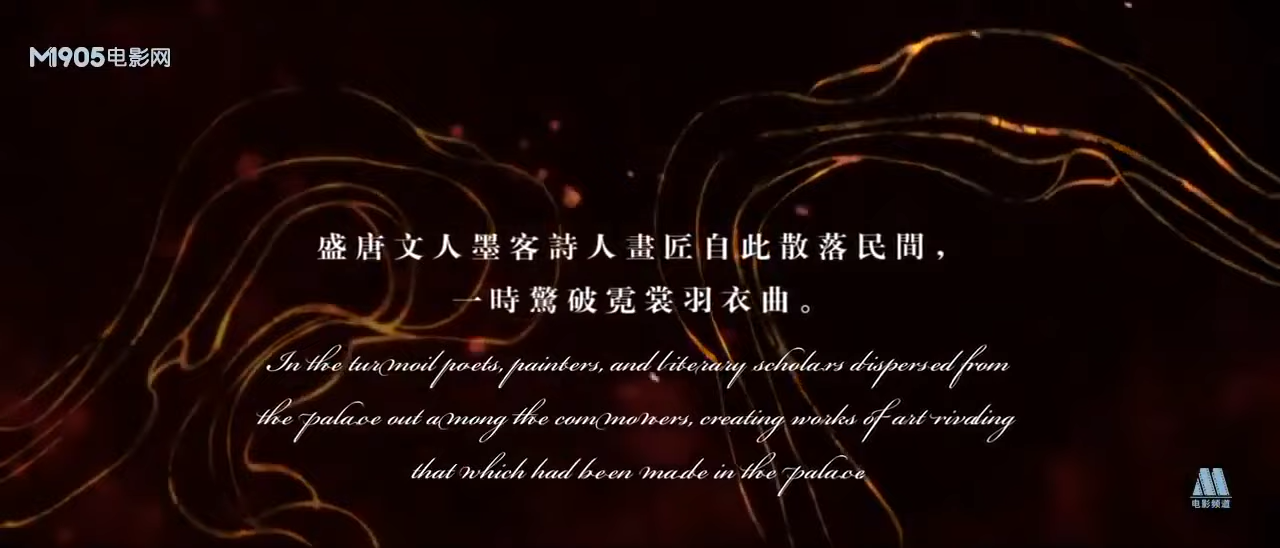 M1905电影网
盛唐文人墨客詩人畫匠自此散落民間，
一時驚破霓裳羽衣曲。
In the turmoil poets, painters, and literary scholars dispersed from
the palace out among the commoners, creating works of art rivaling
that which had been made in the palace
电影频道